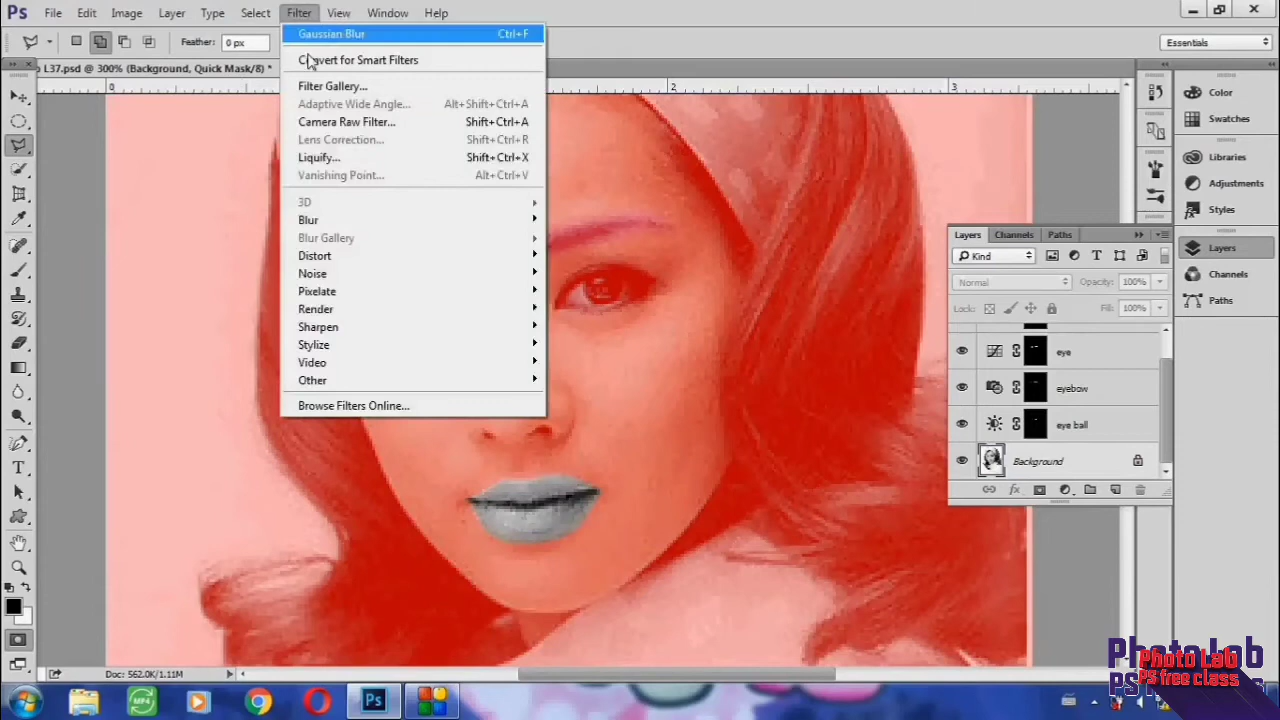 Ps File Edit Image Layer Type Select Filter View Window Help
Feather: 0 px
Essentials
L37.psd @ 300% (Background, Quick Mask/8) *
0 2 3
Gaussian Blur Ctrl+F
Convert for Smart Filters
Filter Gallery...
Adaptive Wide Angle... Alt+Shift+Ctrl+A
Camera Raw Filter... Shift+Ctrl+A
Lens Correction... Shift+Ctrl+R
Liquify... Shift+Ctrl+X
Vanishing Point... Alt+Ctrl+V
3D
Blur
Blur Gallery
Distort
Noise
Pixelate
Render
Sharpen
Stylize
Video
Other
Browse Filters Online...
Color
Swatches
Libraries
Adjustments
Styles
Layers
Channels
Paths
Layers Channels Paths
Kind
Normal Opacity: 100%
Lock: Fill: 100%
eye
eyebow
eye ball
Background
Doc: 562.0K/1.11M
Photo Lab
PS free class
MP4
Ps